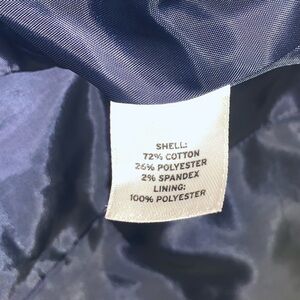 SHELL:
72% COTTON
26% POLYESTER
2% SPANDEX
LINING:
100% POLYESTER